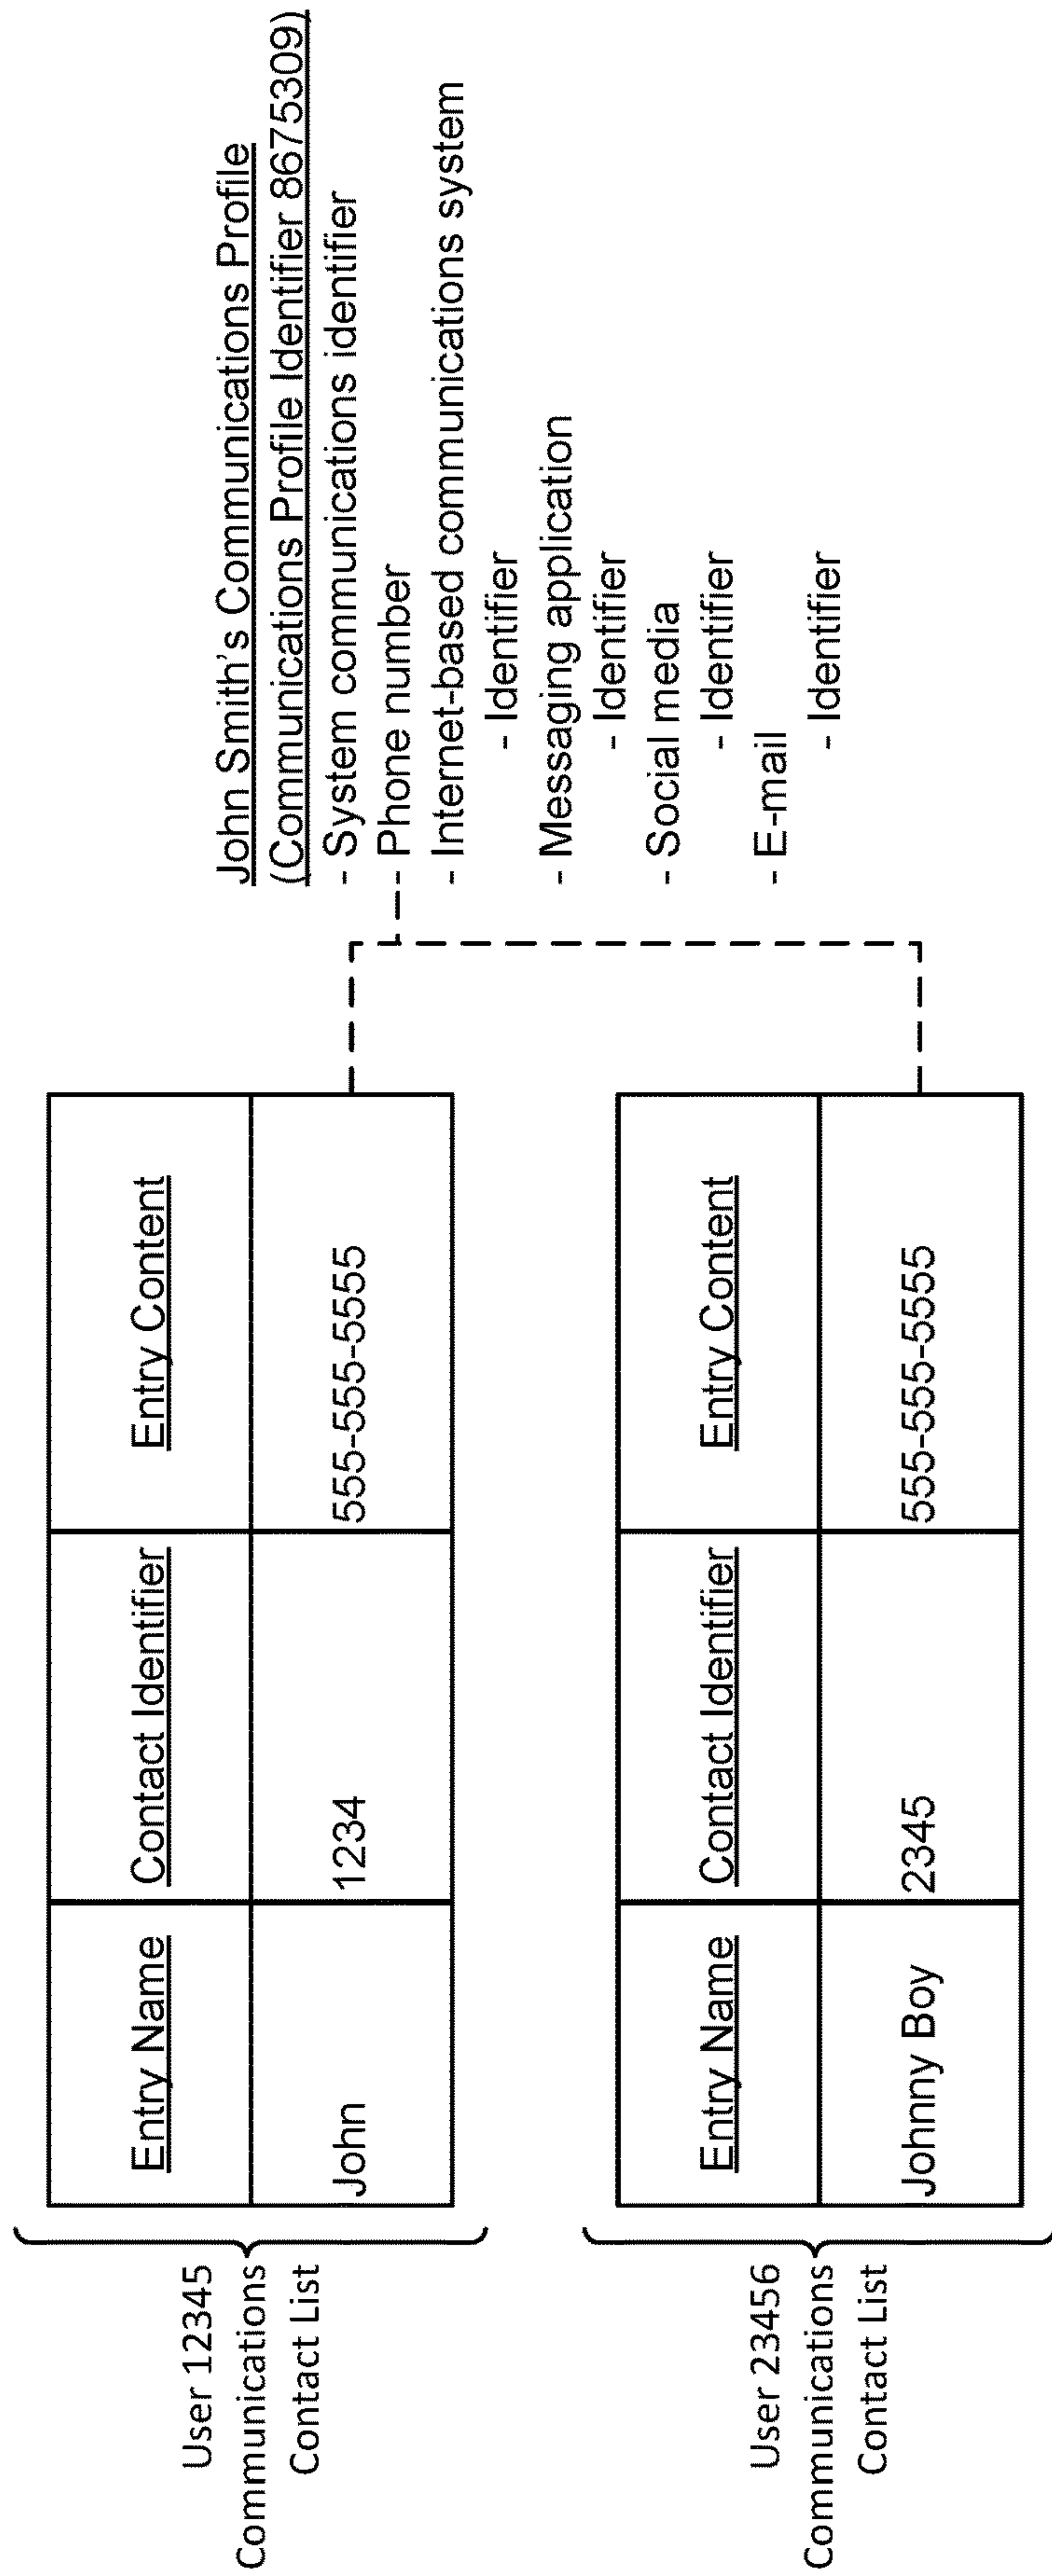 User 12345
Communications
Contact List
Entry Name
Contact Identifier
Entry Content
John
1234
555-555-5555
User 23456
Communications
Contact List
Entry Name
Contact Identifier
Entry Content
Johnny Boy
2345
555-555-5555
John Smith's Communications Profile
(Communications Profile Identifier 8675309)
- System communications identifier
- Phone number
- Internet-based communications system
- Identifier
- Messaging application
- Identifier
- Social media
- Identifier
- E-mail
- Identifier